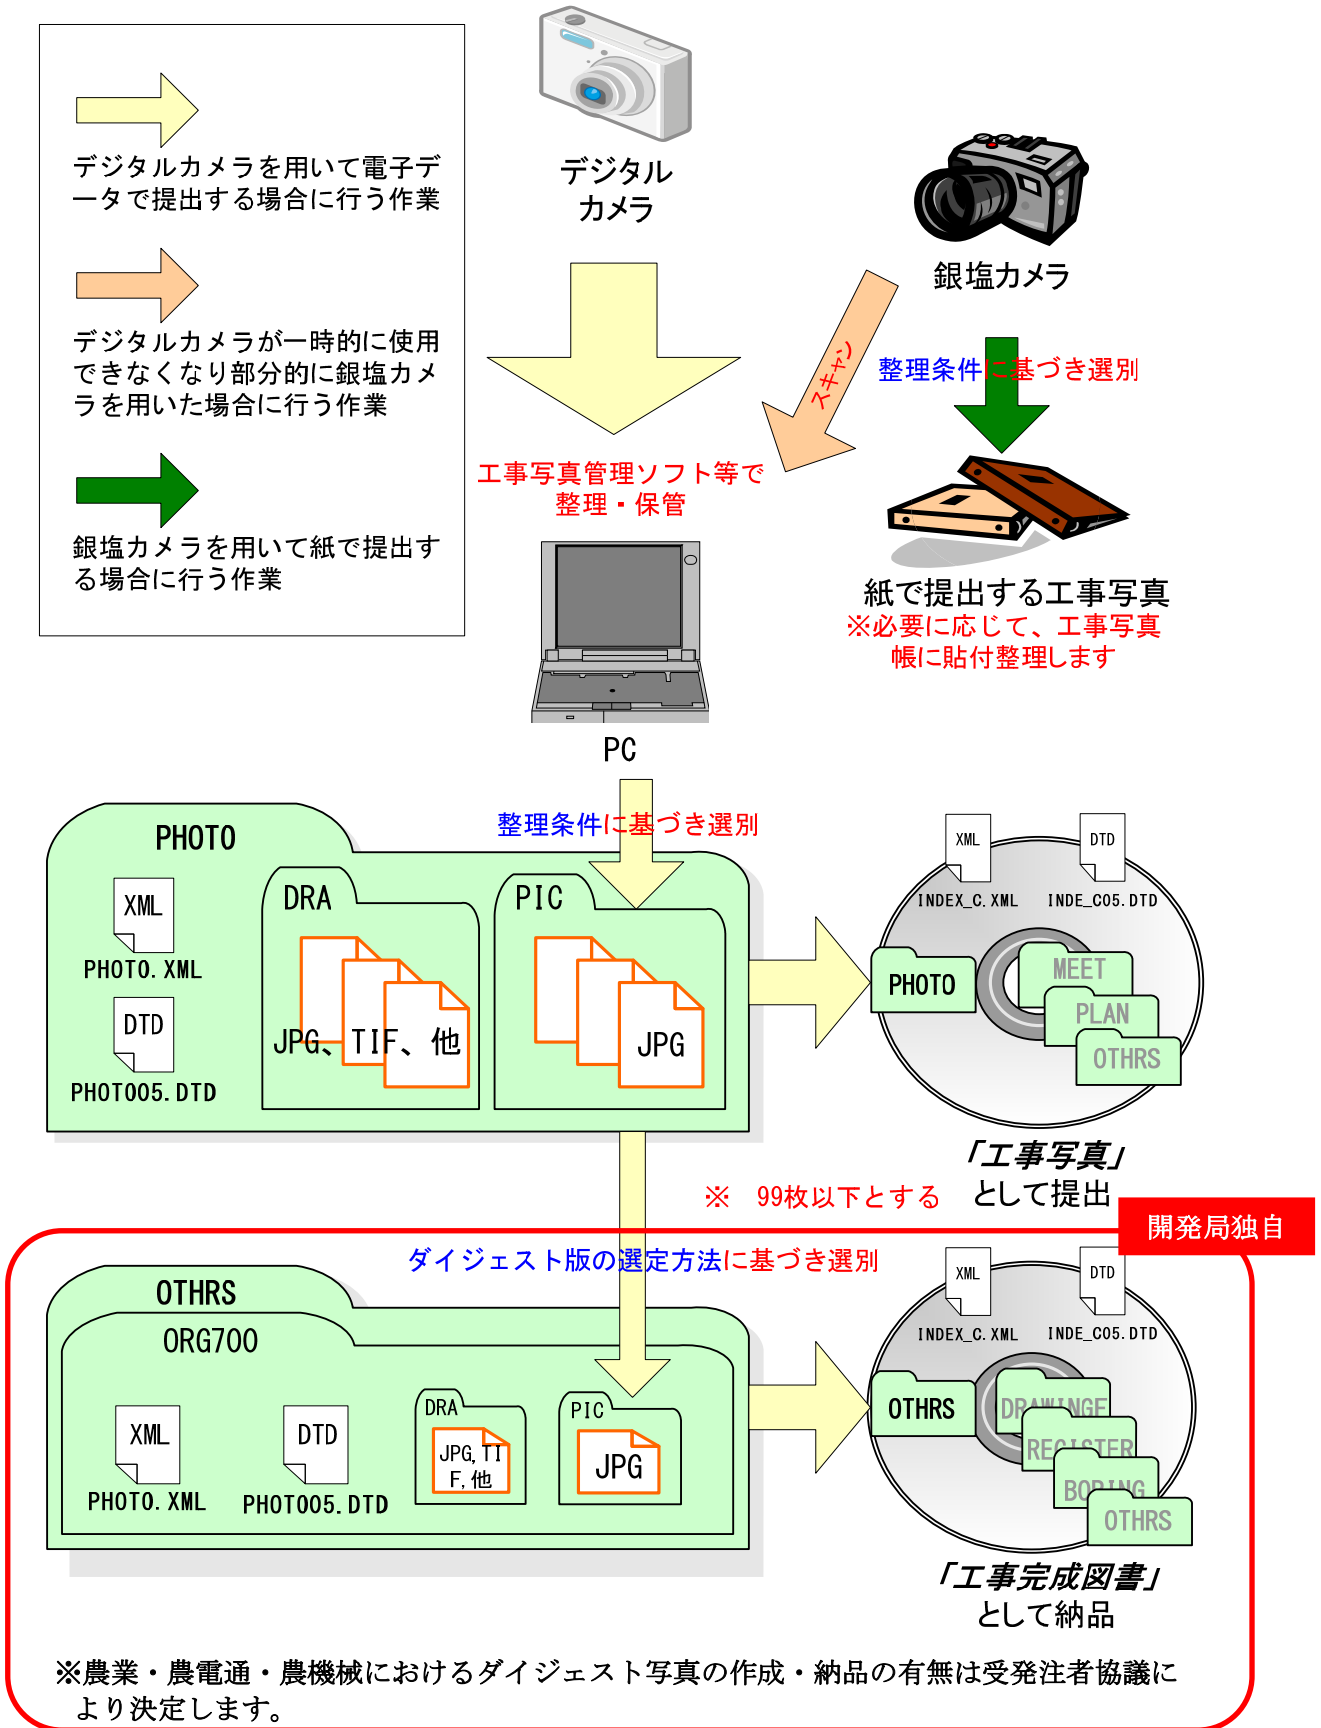 デジタルカメラを用いて電子デ
ータで提出する場合に行う作業
デジタルカメラが一時的に使用
できなくなり部分的に銀塩カメ
ラを用いた場合に行う作業
銀塩カメラを用いて紙で提出す
る場合に行う作業
デジタル
カメラ
銀塩カメラ
スキャン
整理条件に基づき選別
工事写真管理ソフト等で
整理・保管
紙で提出する工事写真
※必要に応じて、工事写真
帳に貼付整理します
PC
整理条件に基づき選別
PHOTO
XML
PHOTO.XML
DTD
PHOTO05.DTD
DRA
JPG、TIF、他
PIC
JPG
XML
INDEX_C.XML
DTD
INDE_C05.DTD
PHOTO
MEET
PLAN
OTHRS
「工事写真」
として提出
※　99枚以下とする
開発局独自
ダイジェスト版の選定方法に基づき選別
OTHRS
ORG700
XML
PHOTO.XML
DTD
PHOTO05.DTD
DRA
JPG,TI
F,他
PIC
JPG
XML
INDEX_C.XML
DTD
INDE_C05.DTD
OTHRS
DRAWINGF
REGISTER
BORING
OTHRS
「工事完成図書」
として納品
※農業・農電通・農機械におけるダイジェスト写真の作成・納品の有無は受発注者協議に
より決定します。